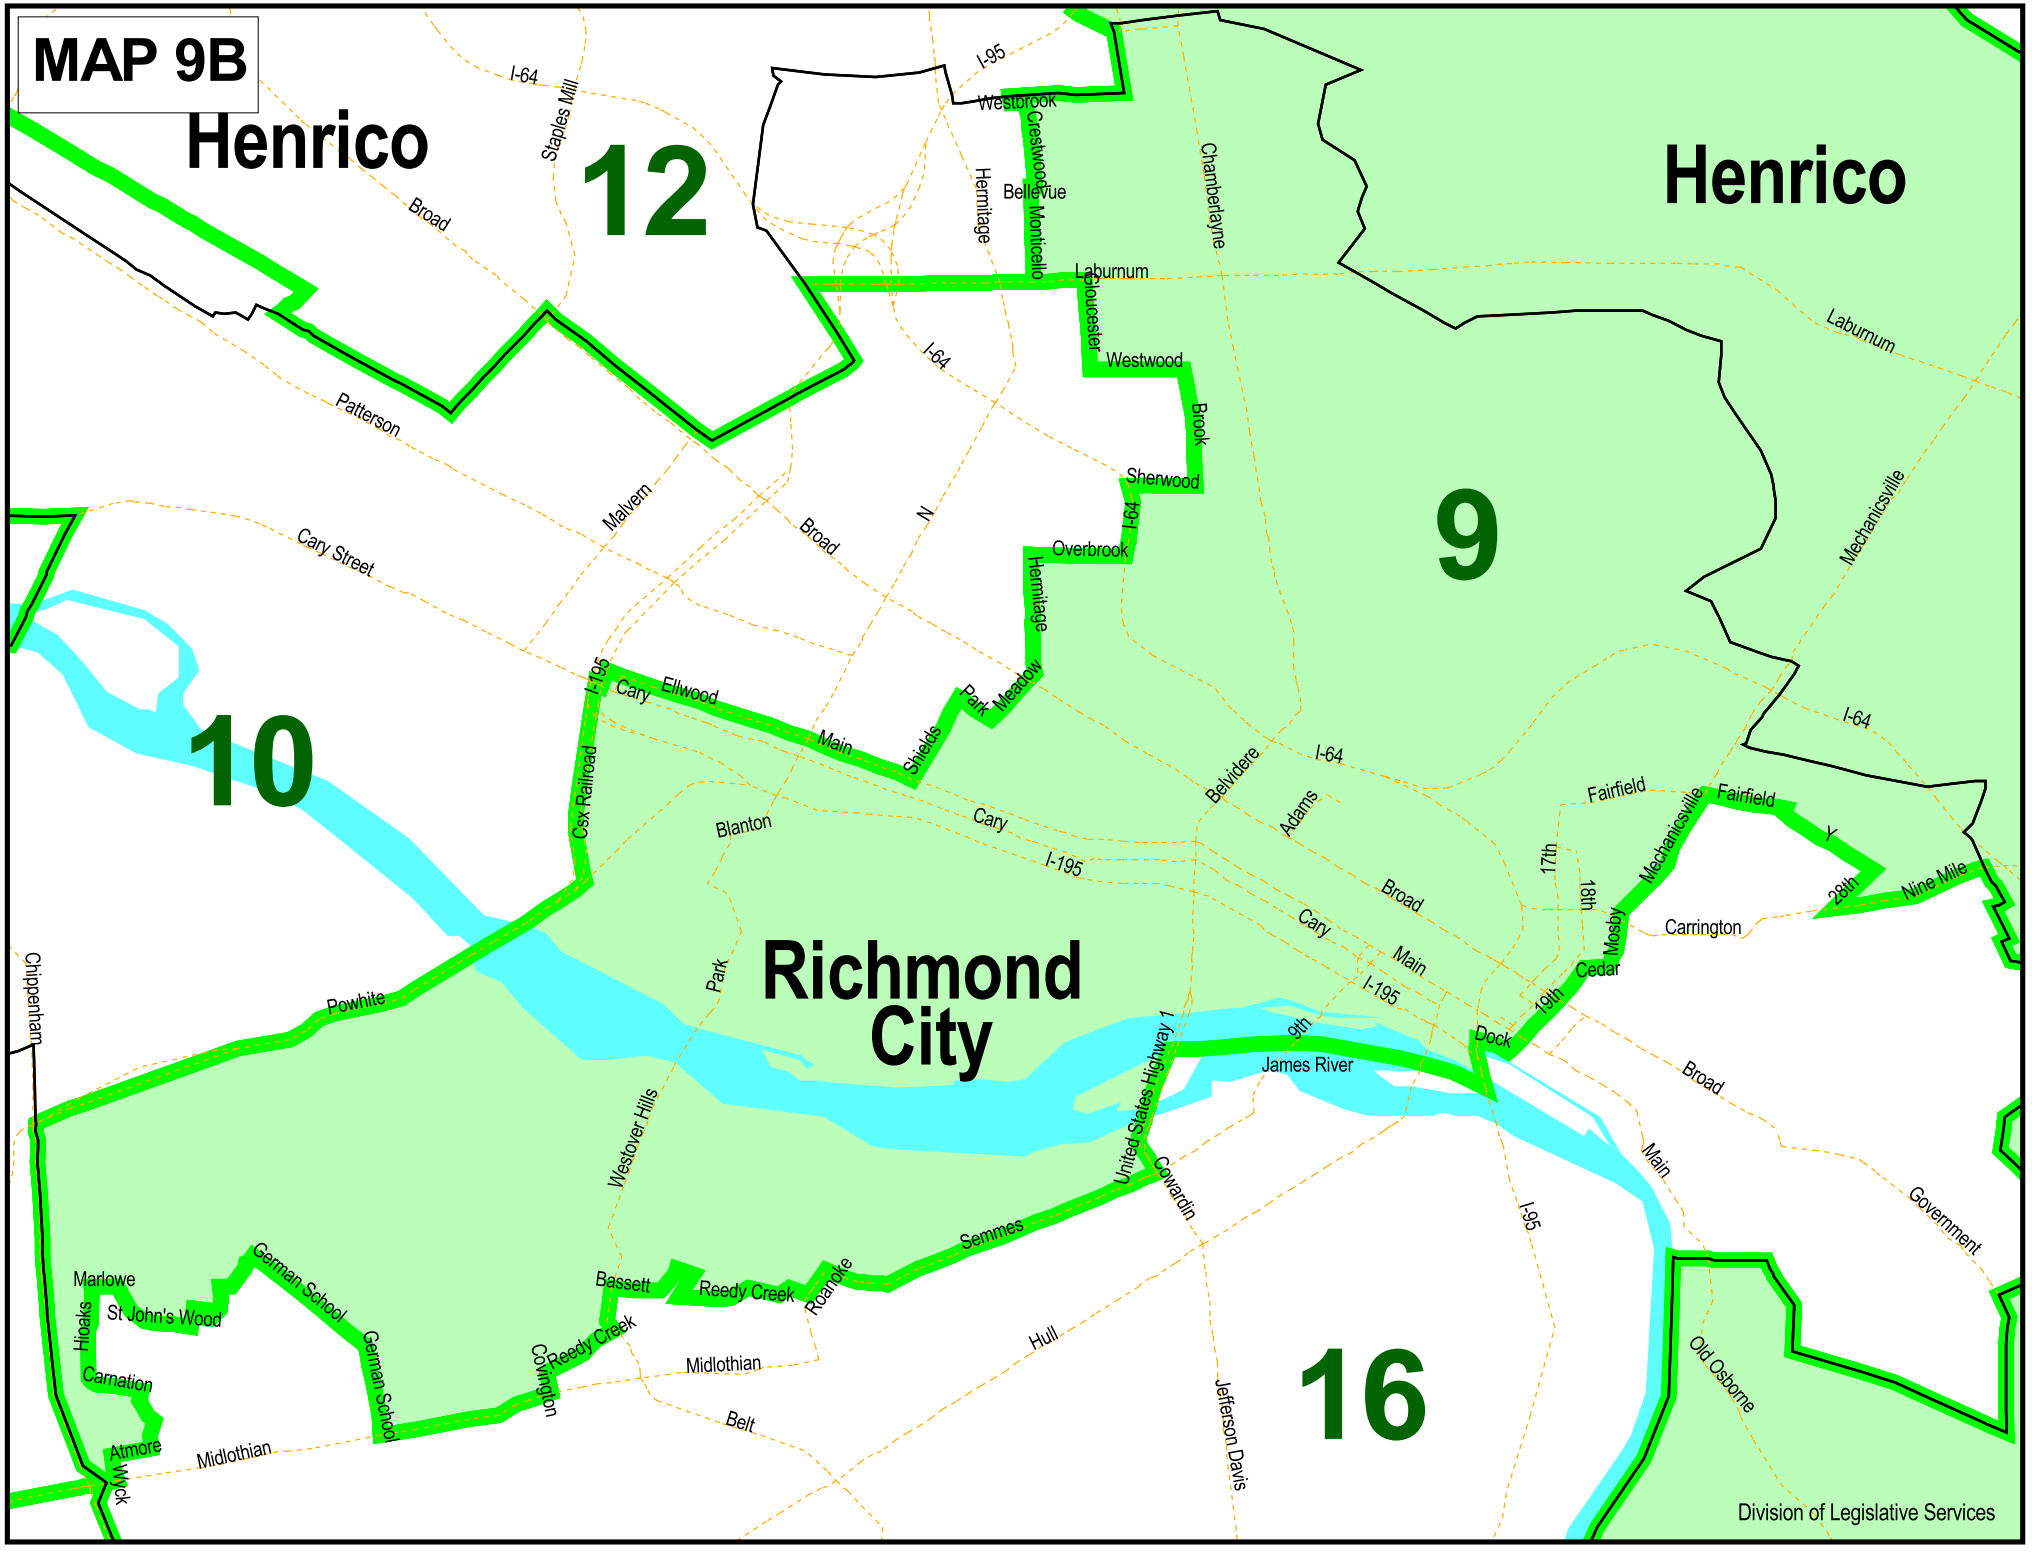 MAP 9B
Henrico
I-64
Staples Mill
12
I-95
Westbrook
Crestwood
Bellevue
Monticello
Hermitage
Chamberlayne
Henrico
Broad
Laburnum
Gloucester
Laburnum
Westwood
I-64
Brook
Patterson
Sherwood
Malvern
Broad
N
I-64
9
Mechanicsville
Cary Street
Overbrook
Hermitage
I-195
Cary
Ellwood
Park
Meadow
Main
Shields
10
Csx Railroad
I-64
I-64
Belvidere
Adams
Fairfield
Fairfield
Mechanicsville
Y
Blanton
Cary
I-195
17th
18th
28th
Nine Mile
Broad
Cary
Mosby
Carrington
Chippenham
Powhite
Park
Richmond
City
Main
I-195
Cedar
19th
9th
Dock
United States Highway 1
James River
Broad
Westover Hills
Main
Cowardin
Semmes
I-95
Government
German School
Marlowe
St John's Wood
Hioaks
Bassett
Reedy Creek
Roanoke
Reedy Creek
Covington
German School
Carnation
Midlothian
Hull
16
Old Osborne
Jefferson Davis
Belt
Atmore
Midlothian
Wyck
Division of Legislative Services